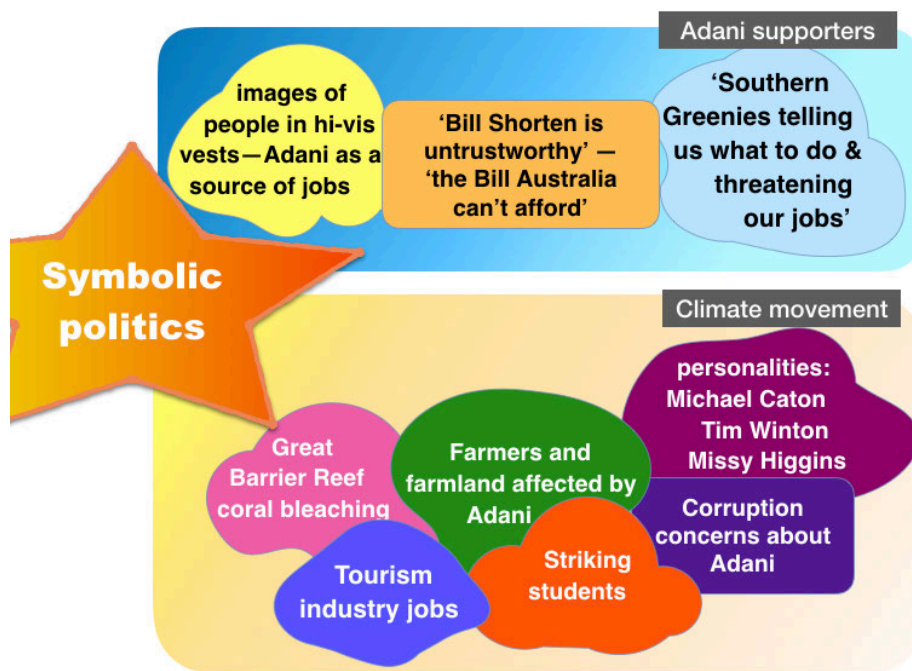 Adani supporters
images of
people in hi-vis
vests—Adani as a
source of jobs
‘Bill Shorten is
untrustworthy’ —
‘the Bill Australia
can’t afford’
‘Southern
Greenies telling
us what to do &
threatening
our jobs’
Symbolic
politics
Climate movement
personalities:
Michael Caton
Tim Winton
Missy Higgins
Great
Barrier Reef
coral bleaching
Farmers and
farmland affected by
Adani
Corruption
concerns about
Adani
Tourism
industry jobs
Striking
students